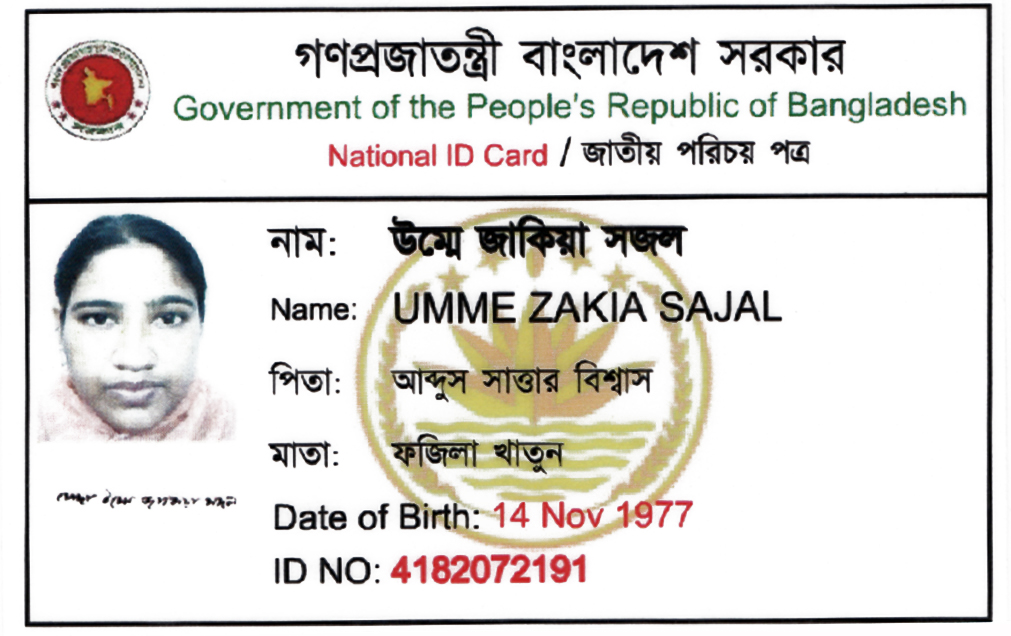 গণপ্রজাতন্ত্রী বাংলাদেশ সরকার
Government of the People's Republic of Bangladesh
National ID Card / জাতীয় পরিচয় পত্র
নাম: উম্মে জাকিয়া সজল
Name: UMME ZAKIA SAJAL
পিতা: আব্দুস সাত্তার বিশ্বাস
মাতা: ফজিলা খাতুন
Date of Birth: 14 Nov 1977
ID NO: 4182072191